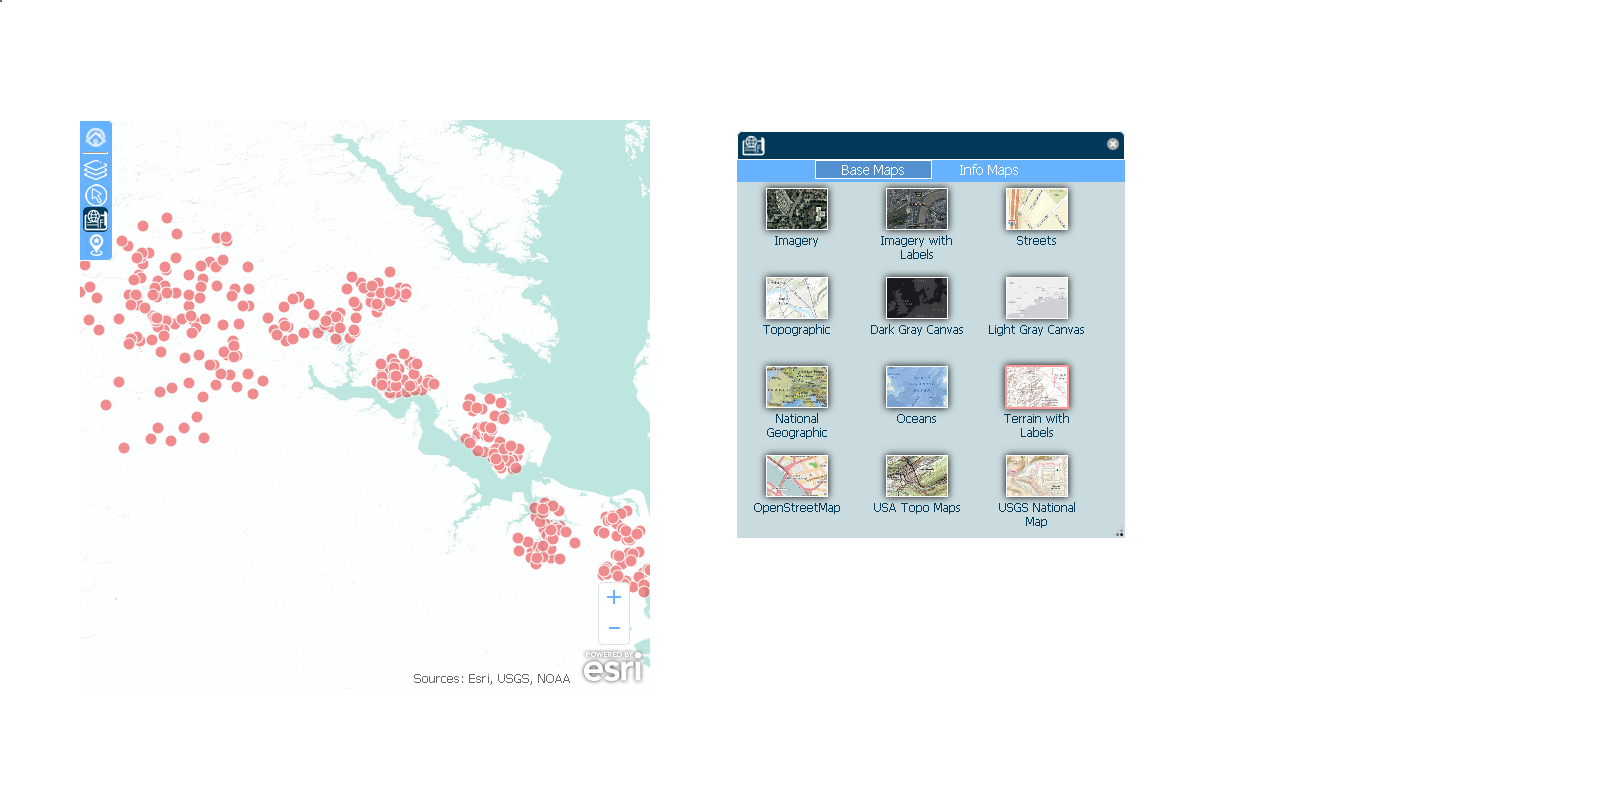 Base Maps
Info Maps
Imagery
Imagery with
Labels
Streets
Topographic
Dark Gray Canvas
Light Gray Canvas
National
Geographic
Oceans
Terrain with
Labels
OpenStreetMap
USA Topo Maps
USGS National
Map
+
−
POWERED BY
esri
Sources: Esri, USGS, NOAA